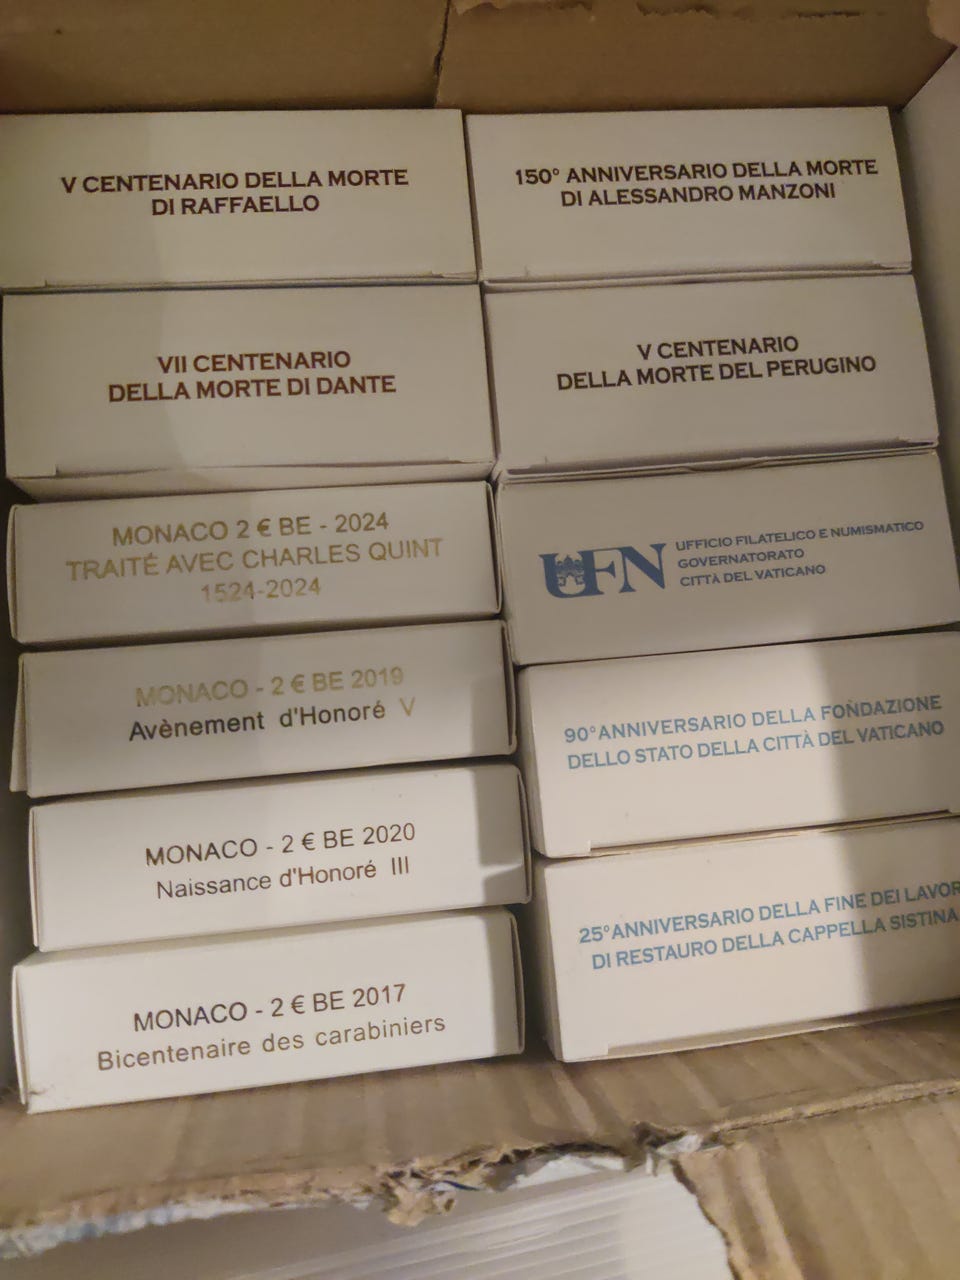 V CENTENARIO DELLA MORTE
DI RAFFAELLO
150° ANNIVERSARIO DELLA MORTE
DI ALESSANDRO MANZONI
VII CENTENARIO
DELLA MORTE DI DANTE
V CENTENARIO
DELLA MORTE DEL PERUGINO
MONACO 2 € BE - 2024
TRAITÉ AVEC CHARLES QUINT
1524-2024
UFN
UFFICIO FILATELICO E NUMISMATICO
GOVERNATORATO
CITTÀ DEL VATICANO
MONACO - 2 € BE 2019
Avènement d'Honoré V
90°ANNIVERSARIO DELLA FONDAZIONE
DELLO STATO DELLA CITTÀ DEL VATICANO
MONACO - 2 € BE 2020
Naissance d'Honoré III
25°ANNIVERSARIO DELLA FINE DEI LAVOR
DI RESTAURO DELLA CAPPELLA SISTINA
MONACO - 2 € BE 2017
Bicentenaire des carabiniers